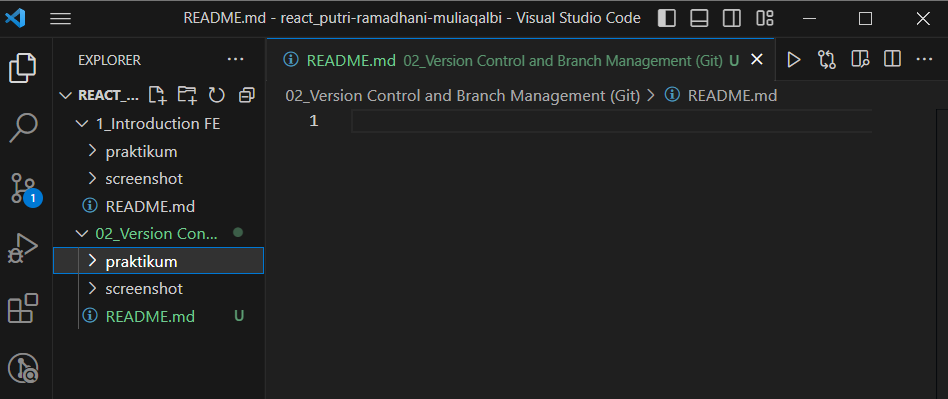 README.md - react_putri-ramadhani-muliaqalbi - Visual Studio Code
EXPLORER
REACT_...
1_Introduction FE
praktikum
screenshot
README.md
02_Version Con...
praktikum
screenshot
README.md U
1
README.md 02_Version Control and Branch Management (Git) U
02_Version Control and Branch Management (Git) > README.md
1